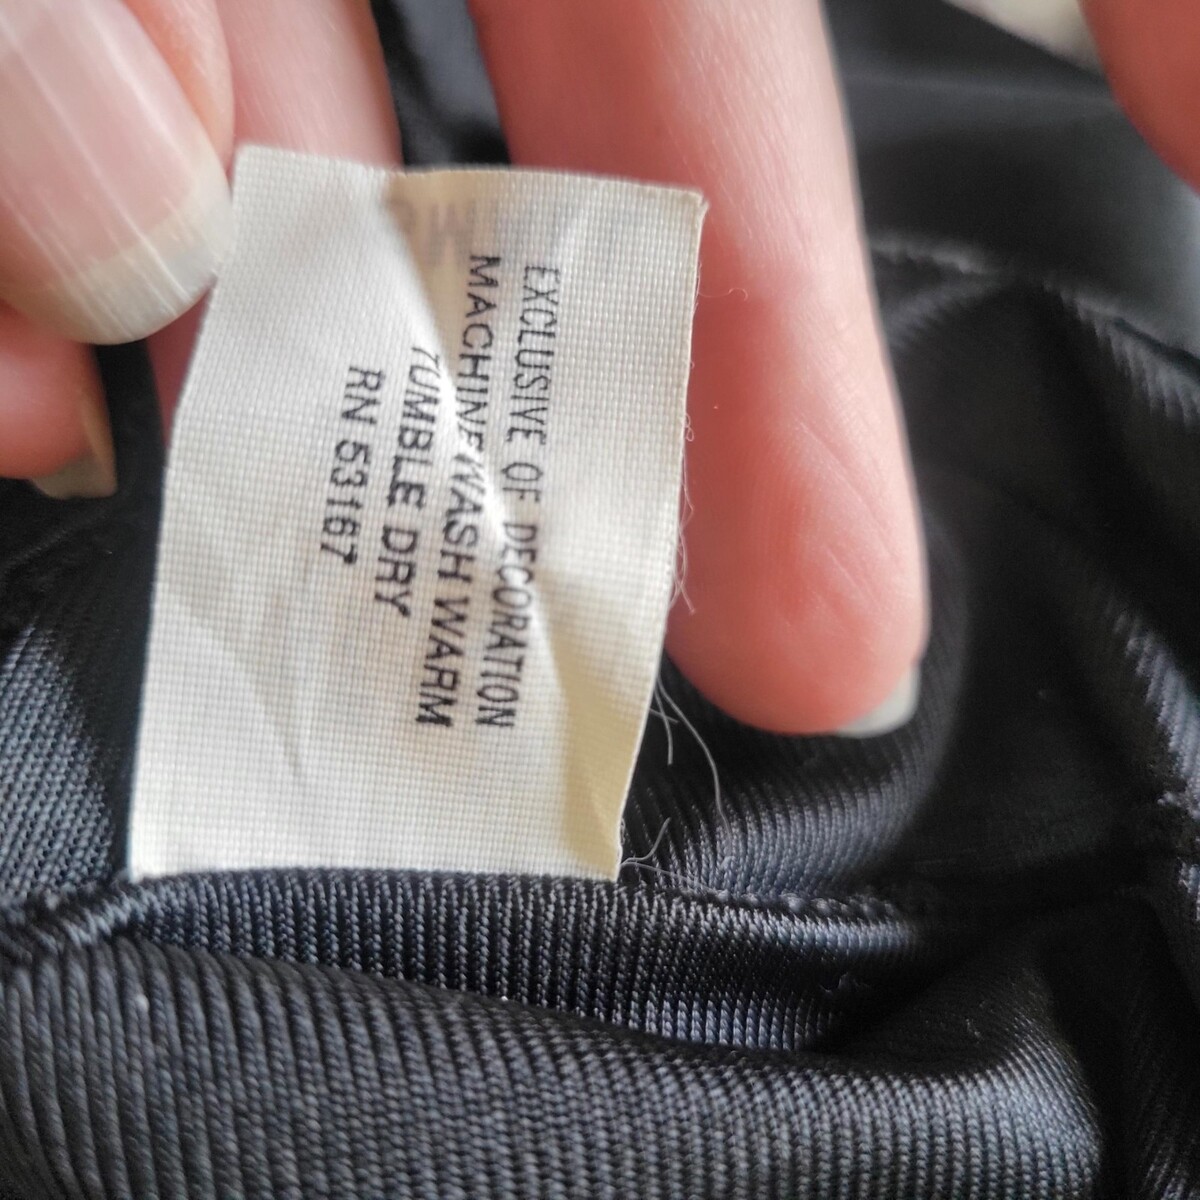 EXCLUSIVE OF DECORATION
MACHINE WASH WARM
TUMBLE DRY
RN 53167